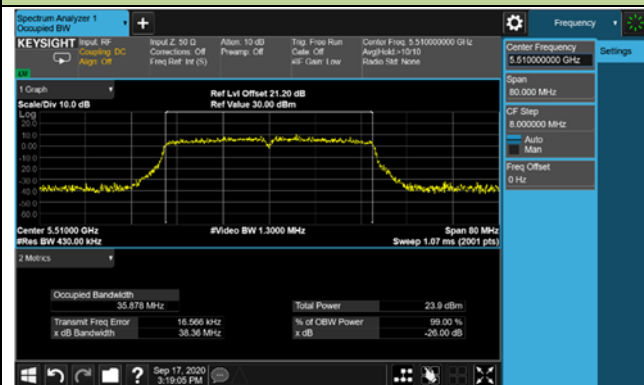 Spectrum Analyzer 1
Occupied BW
+
Frequency
KEYSIGHT
Input: RF
Coupling: DC
Align: Off
Input Z: 50 Ω
Corrections: Off
Freq Ref: Int (S)
Atten: 10 dB
Preamp: Off
Trig: Free Run
Gate: Off
#IF Gain: Low
Center Freq: 5.510000000 GHz
Avg|Hold:>10/10
Radio Std: None
Center Frequency
5.510000000 GHz
Settings
Span
80.000 MHz
CF Step
8.000000 MHz
Auto
Man
Freq Offset
0 Hz
1 Graph
Scale/Div 10.0 dB
Ref Lvl Offset 21.20 dB
Ref Value 30.00 dBm
Log
20.0
10.0
0.00
-10.0
-20.0
-30.0
-40.0
-50.0
-60.0
Center 5.51000 GHz
#Res BW 430.00 kHz
#Video BW 1.3000 MHz
Span 80 MHz
Sweep 1.07 ms (2001 pts)
2 Metrics
Occupied Bandwidth
35.878 MHz
Total Power 23.9 dBm
Transmit Freq Error 16.566 kHz
% of OBW Power 99.00 %
x dB Bandwidth 38.36 MHz
x dB -26.00 dB
?
Sep 17, 2020
3:19:05 PM